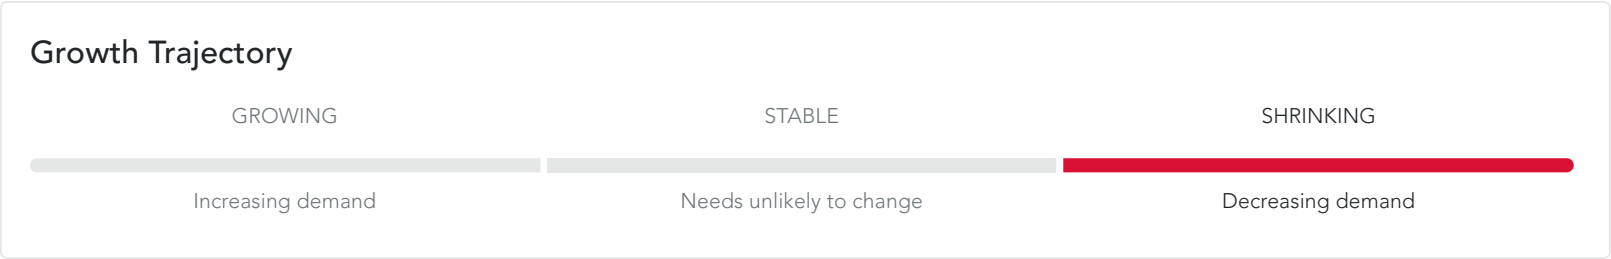 Growth Trajectory
GROWING STABLE SHRINKING
Increasing demand Needs unlikely to change Decreasing demand